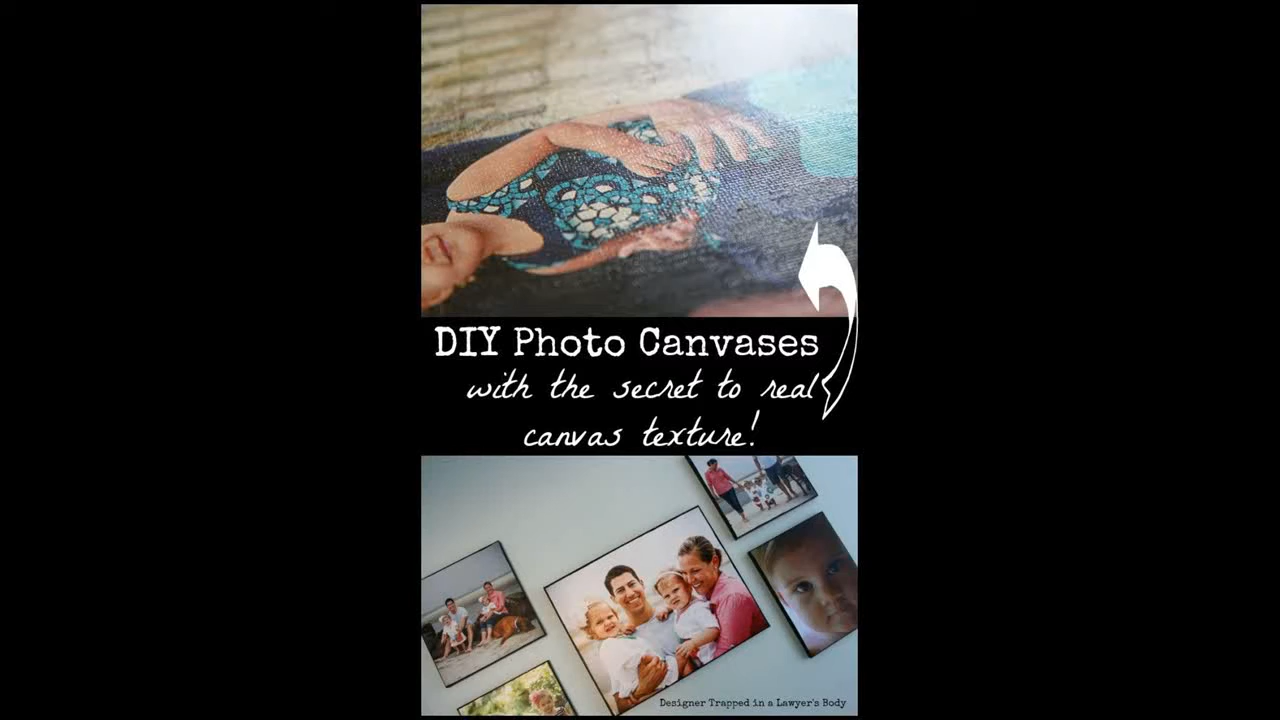 DIY Photo Canvases
with the secret to real
canvas texture!
Designer Trapped in a Lawyer's Body